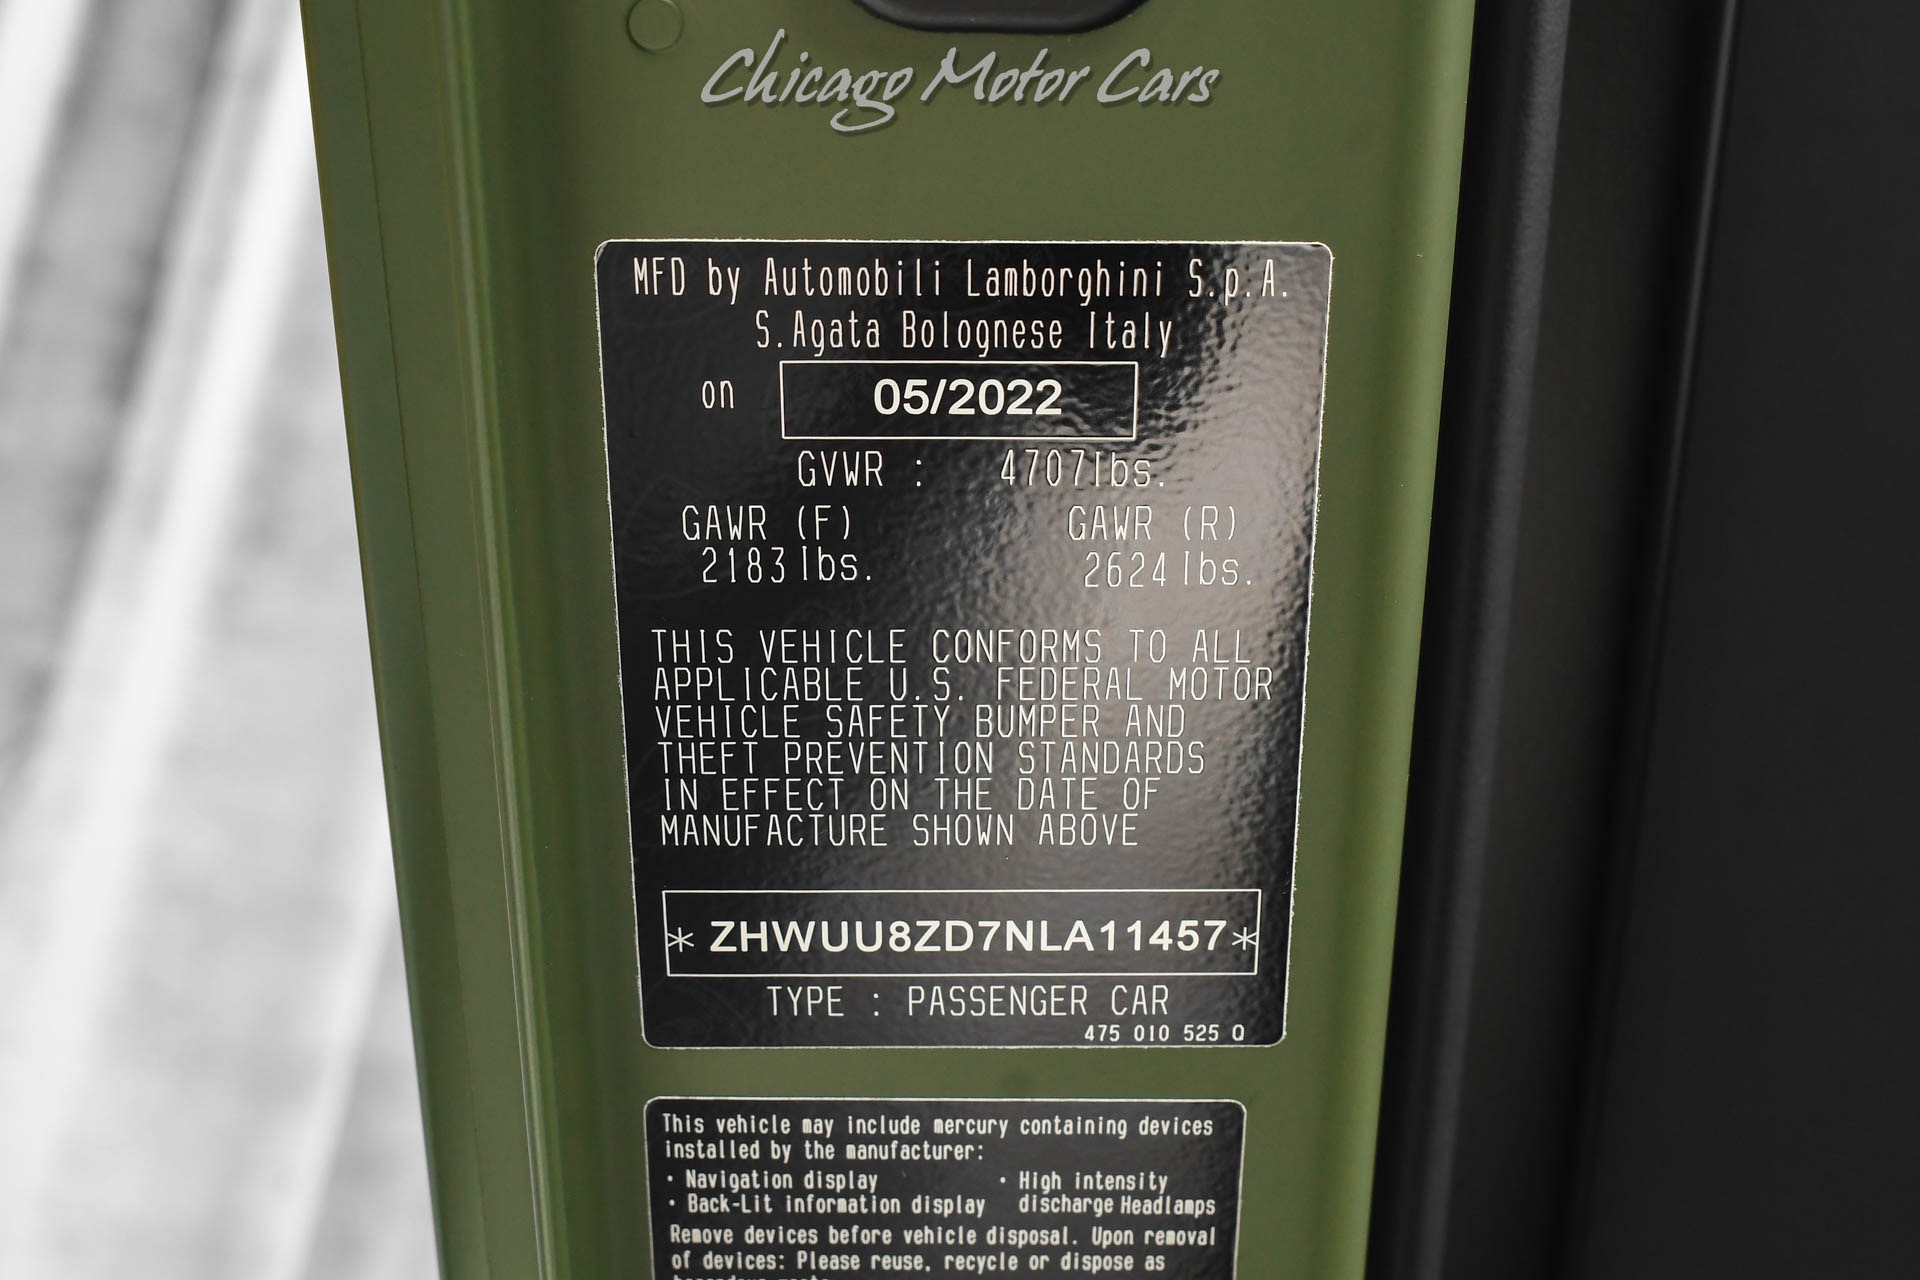 Chicago Motor Cars
MFD by Automobili Lamborghini S.p.A.
S.Agata Bolognese Italy
on 05/2022
GVWR : 4707lbs.
GAWR (F) GAWR (R)
2183lbs. 2624lbs.
THIS VEHICLE CONFORMS TO ALL
APPLICABLE U.S. FEDERAL MOTOR
VEHICLE SAFETY BUMPER AND
THEFT PREVENTION STANDARDS
IN EFFECT ON THE DATE OF
MANUFACTURE SHOWN ABOVE
* ZHWUU8ZD7NLA11457 *
TYPE : PASSENGER CAR
475 010 525 Q
This vehicle may include mercury containing devices
installed by the manufacturer:
• Navigation display • High intensity
• Back-Lit information display discharge Headlamps
Remove devices before vehicle disposal. Upon removal
of devices: Please reuse, recycle or dispose as